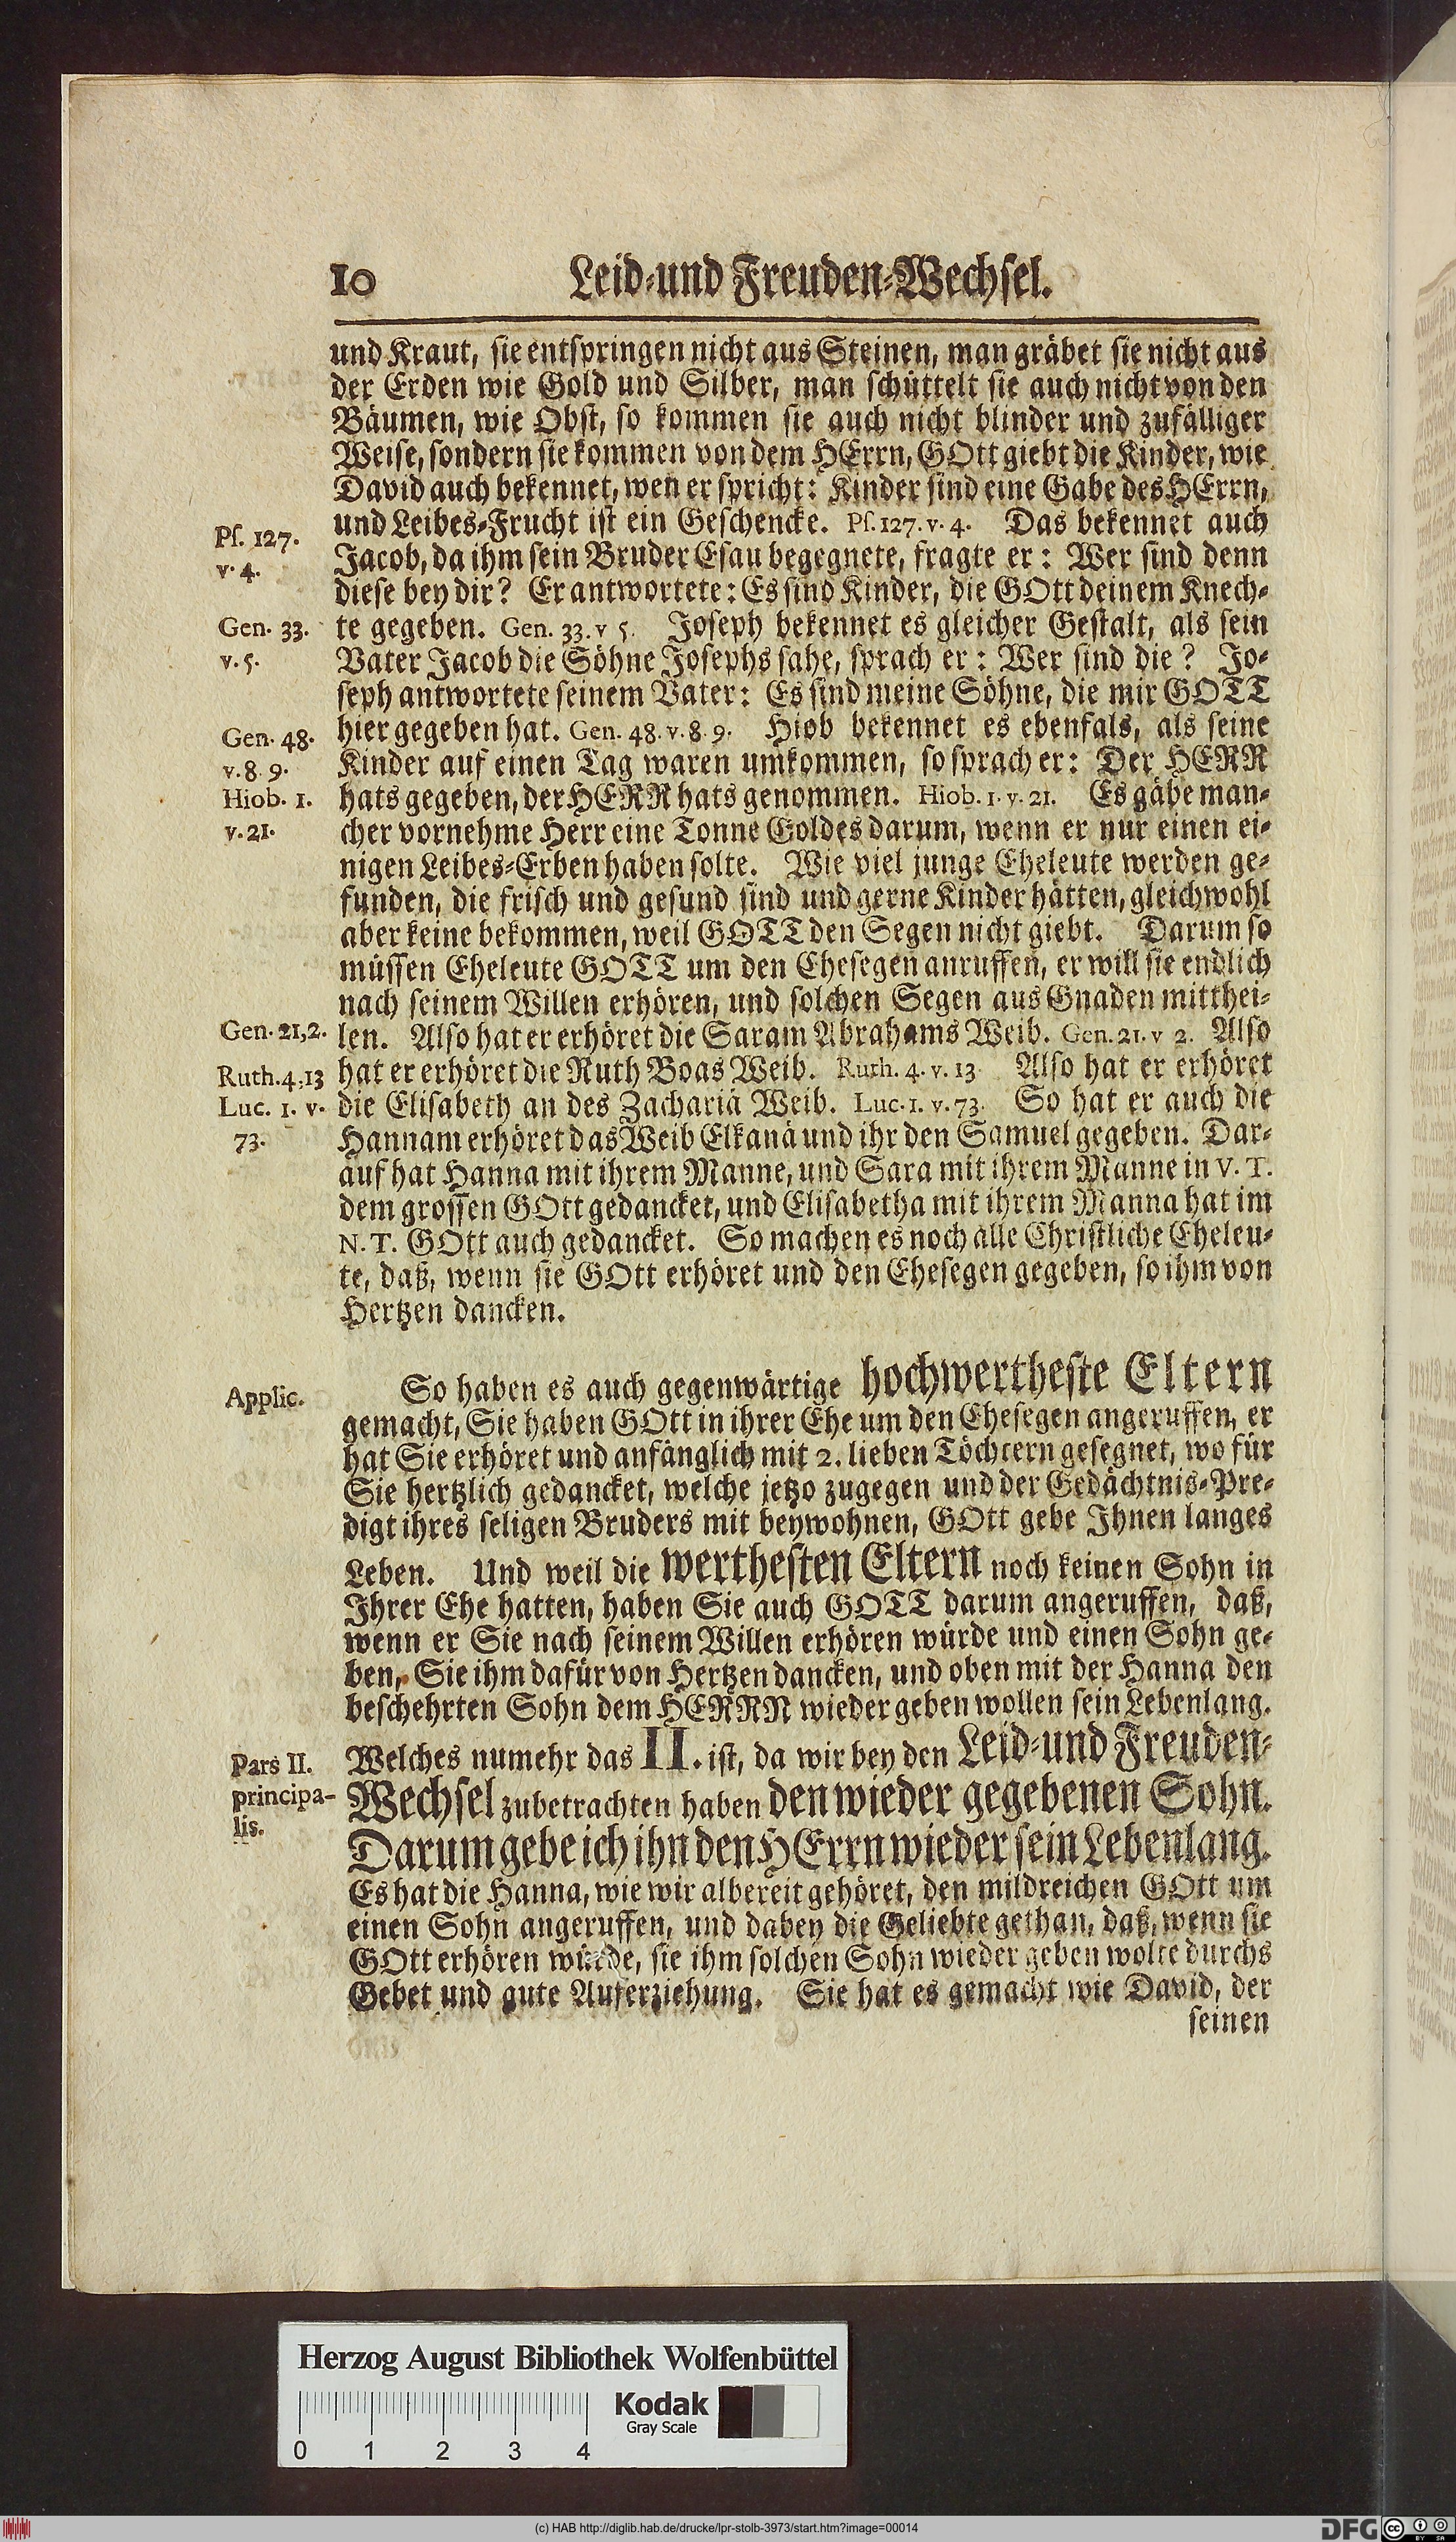 10 Leid-und Freuden-Wechsel.
und Kraut, sie entspringen nicht aus Steinen, man gräbet sie nicht aus
der Erden wie Gold und Silber, man schüttelt sie auch nicht von den
Bäumen, wie Obst, so kommen sie auch nicht blinder und zufälliger
Weise, sondern sie kommen von dem HErrn, GOtt giebt die Kinder, wie
David auch bekennet, wen er spricht: Kinder sind eine Gabe des HErrn,
und Leibes-Frucht ist ein Geschencke. Ps. 127. v. 4. Das bekennet auch
Ps. 127.
v. 4.
Jacob, da ihm sein Bruder Esau begegnete, fragte er: Wer sind denn
diese bey dir? Er antwortete: Es sind Kinder, die GOtt deinem Knech-
te gegeben. Gen. 33. v 5. Joseph bekennet es gleicher Gestalt, als sein
Gen. 33.
v. 5.
Vater Jacob die Söhne Josephs sahe, sprach er: Wer sind die? Jo-
seph antwortete seinem Vater: Es sind meine Söhne, die mir GOTT
hier gegeben hat. Gen. 48. v. 8. 9. Hiob bekennet es ebenfals, als seine
Gen. 48.
v. 8. 9.
Kinder auf einen Tag waren umkommen, so sprach er: Der HERR
hats gegeben, der HERR hats genommen. Hiob. 1. v. 21. Es gäbe man-
Hiob. 1.
v. 21.
cher vornehme Herr eine Tonne Goldes darum, wenn er nur einen ei-
nigen Leibes-Erben haben solte. Wie viel junge Eheleute werden ge-
funden, die frisch und gesund sind und gerne Kinder hätten, gleichwohl
aber keine bekommen, weil GOTT den Segen nicht giebt. Darum so
müssen Eheleute GOTT um den Ehesegen anruffen, er will sie endlich
nach seinem Willen erhören, und solchen Segen aus Gnaden mitthei-
len. Also hat er erhöret die Saram Abrahams Weib. Gen. 21. v 2. Also
Gen. 21, 2.
hat er erhöret die Ruth Boas Weib. Ruth. 4. v. 13 Also hat er erhöret
Ruth. 4, 13
die Elisabeth an des Zachariä Weib. Luc. 1. v. 73. So hat er auch die
Luc. 1. v.
73.
Hannam erhöret das Weib Elkanä und ihr den Samuel gegeben. Dar-
auf hat Hanna mit ihrem Manne, und Sara mit ihrem Manne in V. T.
dem grossen GOtt gedancket, und Elisabetha mit ihrem Manna hat im
N. T. GOtt auch gedancket. So machen es noch alle Christliche Eheleu-
te, daß, wenn sie GOtt erhöret und den Ehesegen gegeben, so ihm von
Hertzen dancken.
Applic.
So haben es auch gegenwärtige hochwertheste Eltern
gemacht, Sie haben GOtt in ihrer Ehe um den Ehesegen angeruffen, er
hat Sie erhöret und anfänglich mit 2. lieben Töchtern gesegnet, wo für
Sie hertzlich gedancket, welche jetzo zugegen und der Gedächtnis-Pre-
digt ihres seligen Bruders mit beywohnen, GOtt gebe Ihnen langes
Leben. Und weil die werthesten Eltern noch keinen Sohn in
Ihrer Ehe hatten, haben Sie auch GOTT darum angeruffen, daß,
wenn er Sie nach seinem Willen erhören würde und einen Sohn ge-
ben, Sie ihm dafür von Hertzen dancken, und oben mit der Hanna den
beschehrten Sohn dem HERRN wieder geben wollen sein Lebenlang.
Welches numehr das II. ist, da wir bey den Leid-und Freuden-
Pars II.
principa-
lis.
Wechsel zubetrachten haben den wieder gegebenen Sohn.
Darum gebe ich ihn den HErrn wieder sein Lebenlang.
Es hat die Hanna, wie wir albereit gehöret, den mildreichen GOtt um
einen Sohn angeruffen, und dabey die Geliebte gethan, daß, wenn sie
GOtt erhören würde, sie ihm solchen Sohn wieder geben wolte durchs
Gebet und gute Auferziehung. Sie hat es gemacht wie David, der
seinen
Herzog August Bibliothek Wolfenbüttel
Kodak
Gray Scale
0 1 2 3 4
(c) HAB http://diglib.hab.de/drucke/lpr-stolb-3973/start.htm?image=00014
DFG cc BY SA